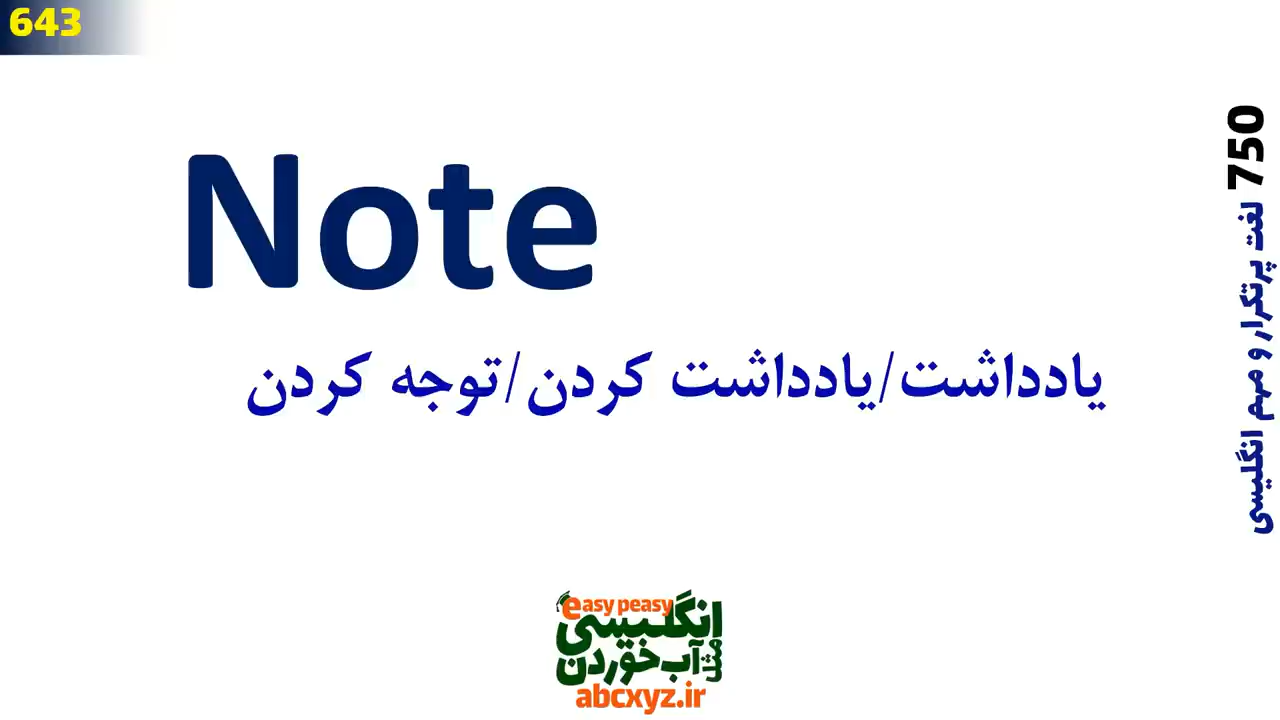 643
Note
یادداشت/یادداشت کردن/توجه کردن
750 لغت پرتکرار و مهم انگلیسی
easy peasy
انگلیسی
مثل آب خوردن
abcxyz.ir